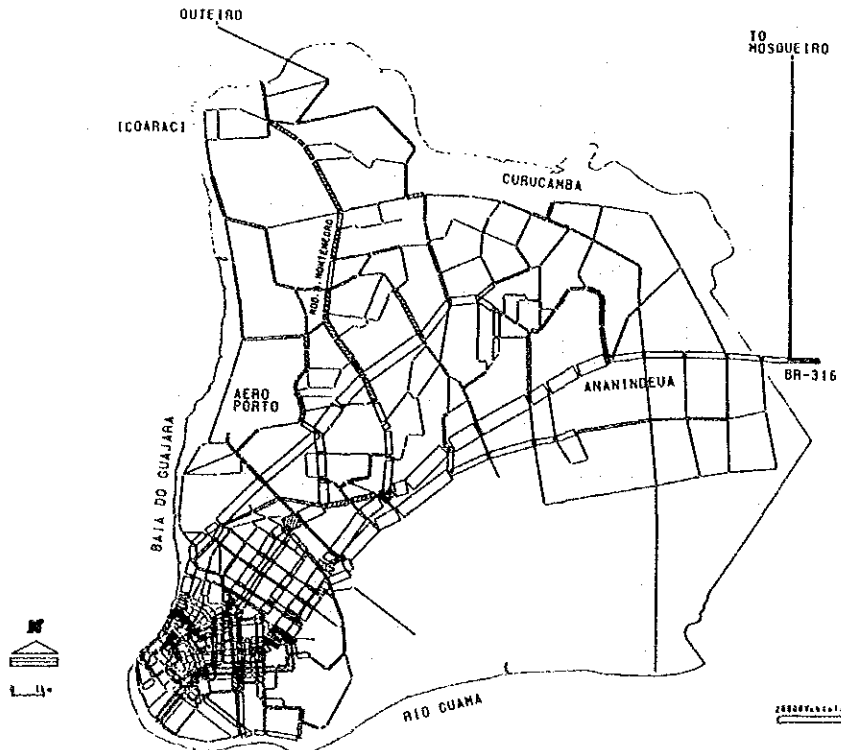 OUTEIRO
TO
MOSQUEIRO
ICOARACI
CURUCAMBA
ROD. A. MONTENEGRO
AERO
PORTO
ANANINDEUA
BR-316
BAIA DO GUAJARA
N
RIO GUAMA